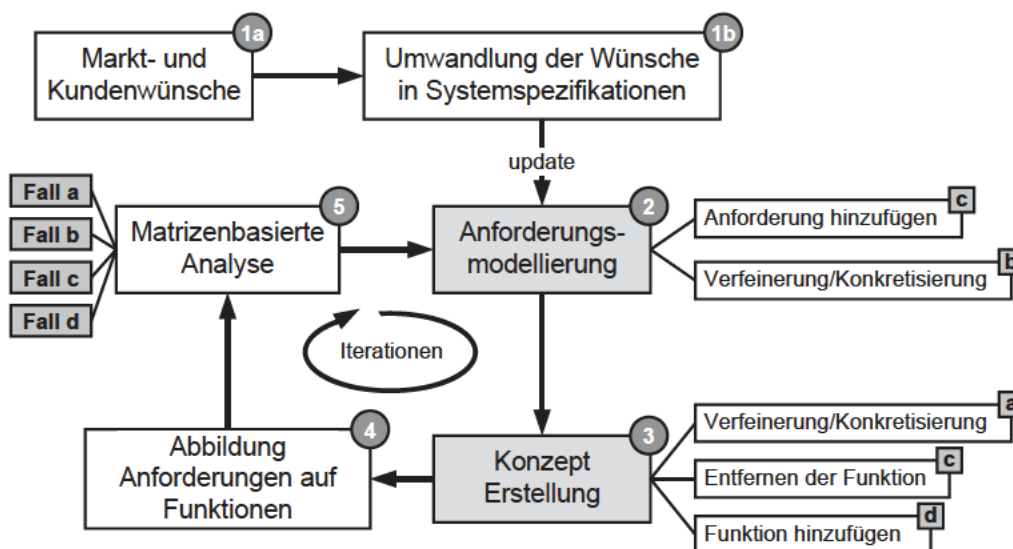 1a
Markt- und
Kundenwünsche
1b
Umwandlung der Wünsche
in Systemspezifikationen
update
Fall a
Fall b
Fall c
Fall d
5
Matrizenbasierte
Analyse
2
Anforderungs-
modellierung
c
Anforderung hinzufügen
b
Verfeinerung/Konkretisierung
Iterationen
4
Abbildung
Anforderungen auf
Funktionen
3
Konzept
Erstellung
a
Verfeinerung/Konkretisierung
c
Entfernen der Funktion
d
Funktion hinzufügen